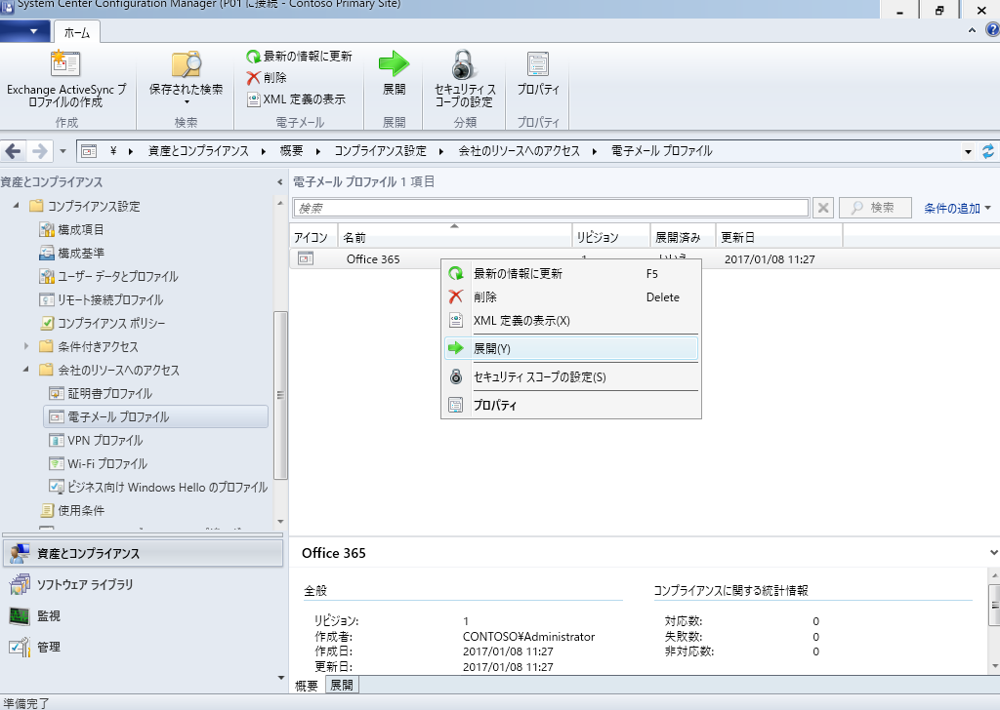 System Center Configuration Manager (P01 に接続 - Contoso Primary Site)
ホーム
Exchange ActiveSync プ
ロファイルの作成
作成
保存された検索
検索
最新の情報に更新
削除
XML 定義の表示
電子メール
展開
展開
セキュリティ ス
コープの設定
分類
プロパティ
プロパティ
¥ 資産とコンプライアンス 概要 コンプライアンス設定 会社のリソースへのアクセス 電子メール プロファイル
資産とコンプライアンス
コンプライアンス設定
構成項目
構成基準
ユーザー データとプロファイル
リモート接続プロファイル
コンプライアンス ポリシー
条件付きアクセス
会社のリソースへのアクセス
証明書プロファイル
電子メール プロファイル
VPN プロファイル
Wi-Fi プロファイル
ビジネス向け Windows Hello のプロファイル
使用条件
資産とコンプライアンス
ソフトウェア ライブラリ
監視
管理
電子メール プロファイル 1 項目
検索
検索
条件の追加
アイコン 名前 リビジョン 展開済み 更新日
Office 365 1 いいえ 2017/01/08 11:27
最新の情報に更新 F5
削除 Delete
XML 定義の表示(X)
展開(Y)
セキュリティ スコープの設定(S)
プロパティ
Office 365
全般
リビジョン: 1
作成者: CONTOSO¥Administrator
作成日: 2017/01/08 11:27
更新日: 2017/01/08 11:27
コンプライアンスに関する統計情報
対応数: 0
失敗数: 0
非対応数: 0
概要 展開
準備完了